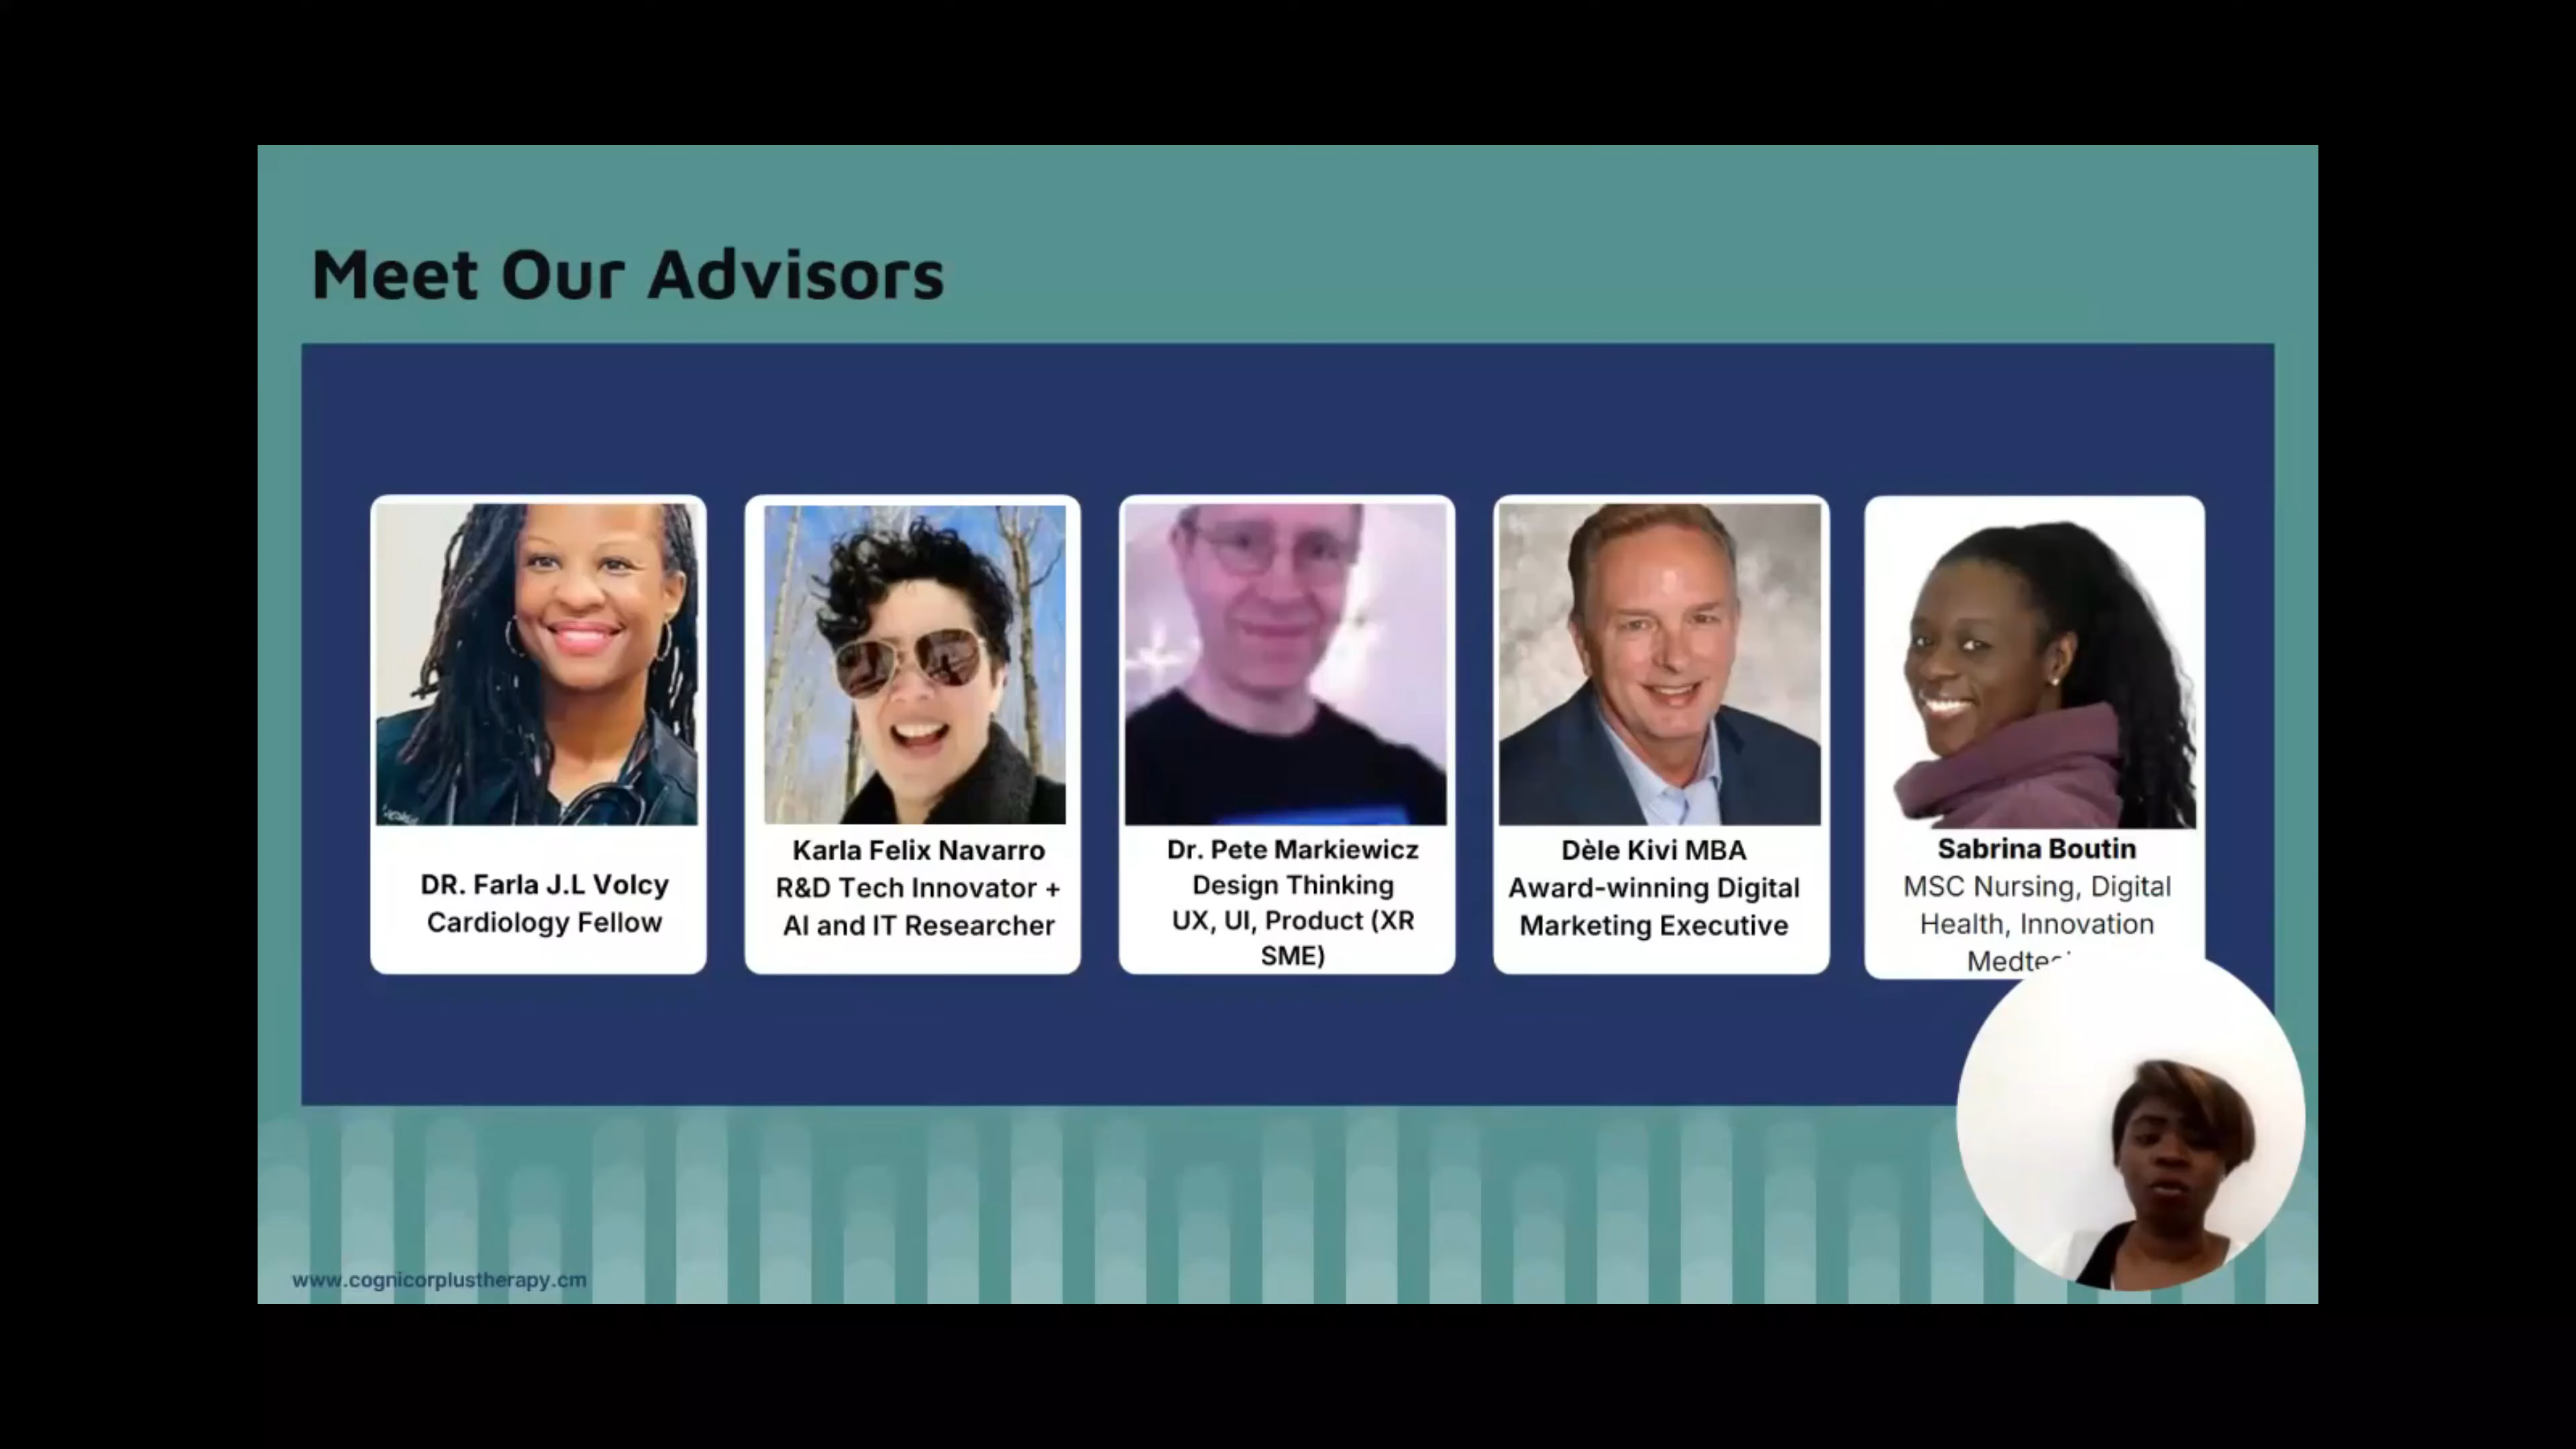 Meet Our Advisors
DR. Farla J.L Volcy
Cardiology Fellow
Karla Felix Navarro
R&D Tech Innovator +
AI and IT Researcher
Dr. Pete Markiewicz
Design Thinking
UX, UI, Product (XR
SME)
Dèle Kivi MBA
Award-winning Digital
Marketing Executive
Sabrina Boutin
MSC Nursing, Digital
Health, Innovation
www.cognicorplustherapy.cm